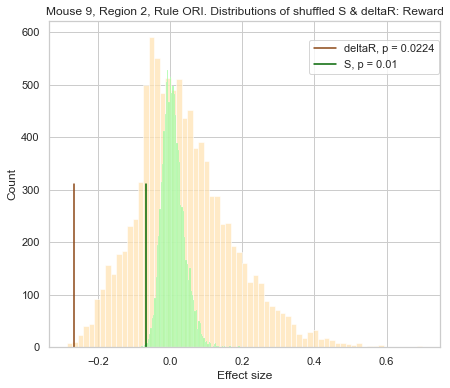 Mouse 9, Region 2, Rule ORI. Distributions of shuffled S & deltaR: Reward
deltaR, p = 0.0224
S, p = 0.01
600
500
400
300
200
100
0
Count
−0.2
0.0
0.2
0.4
0.6
Effect size